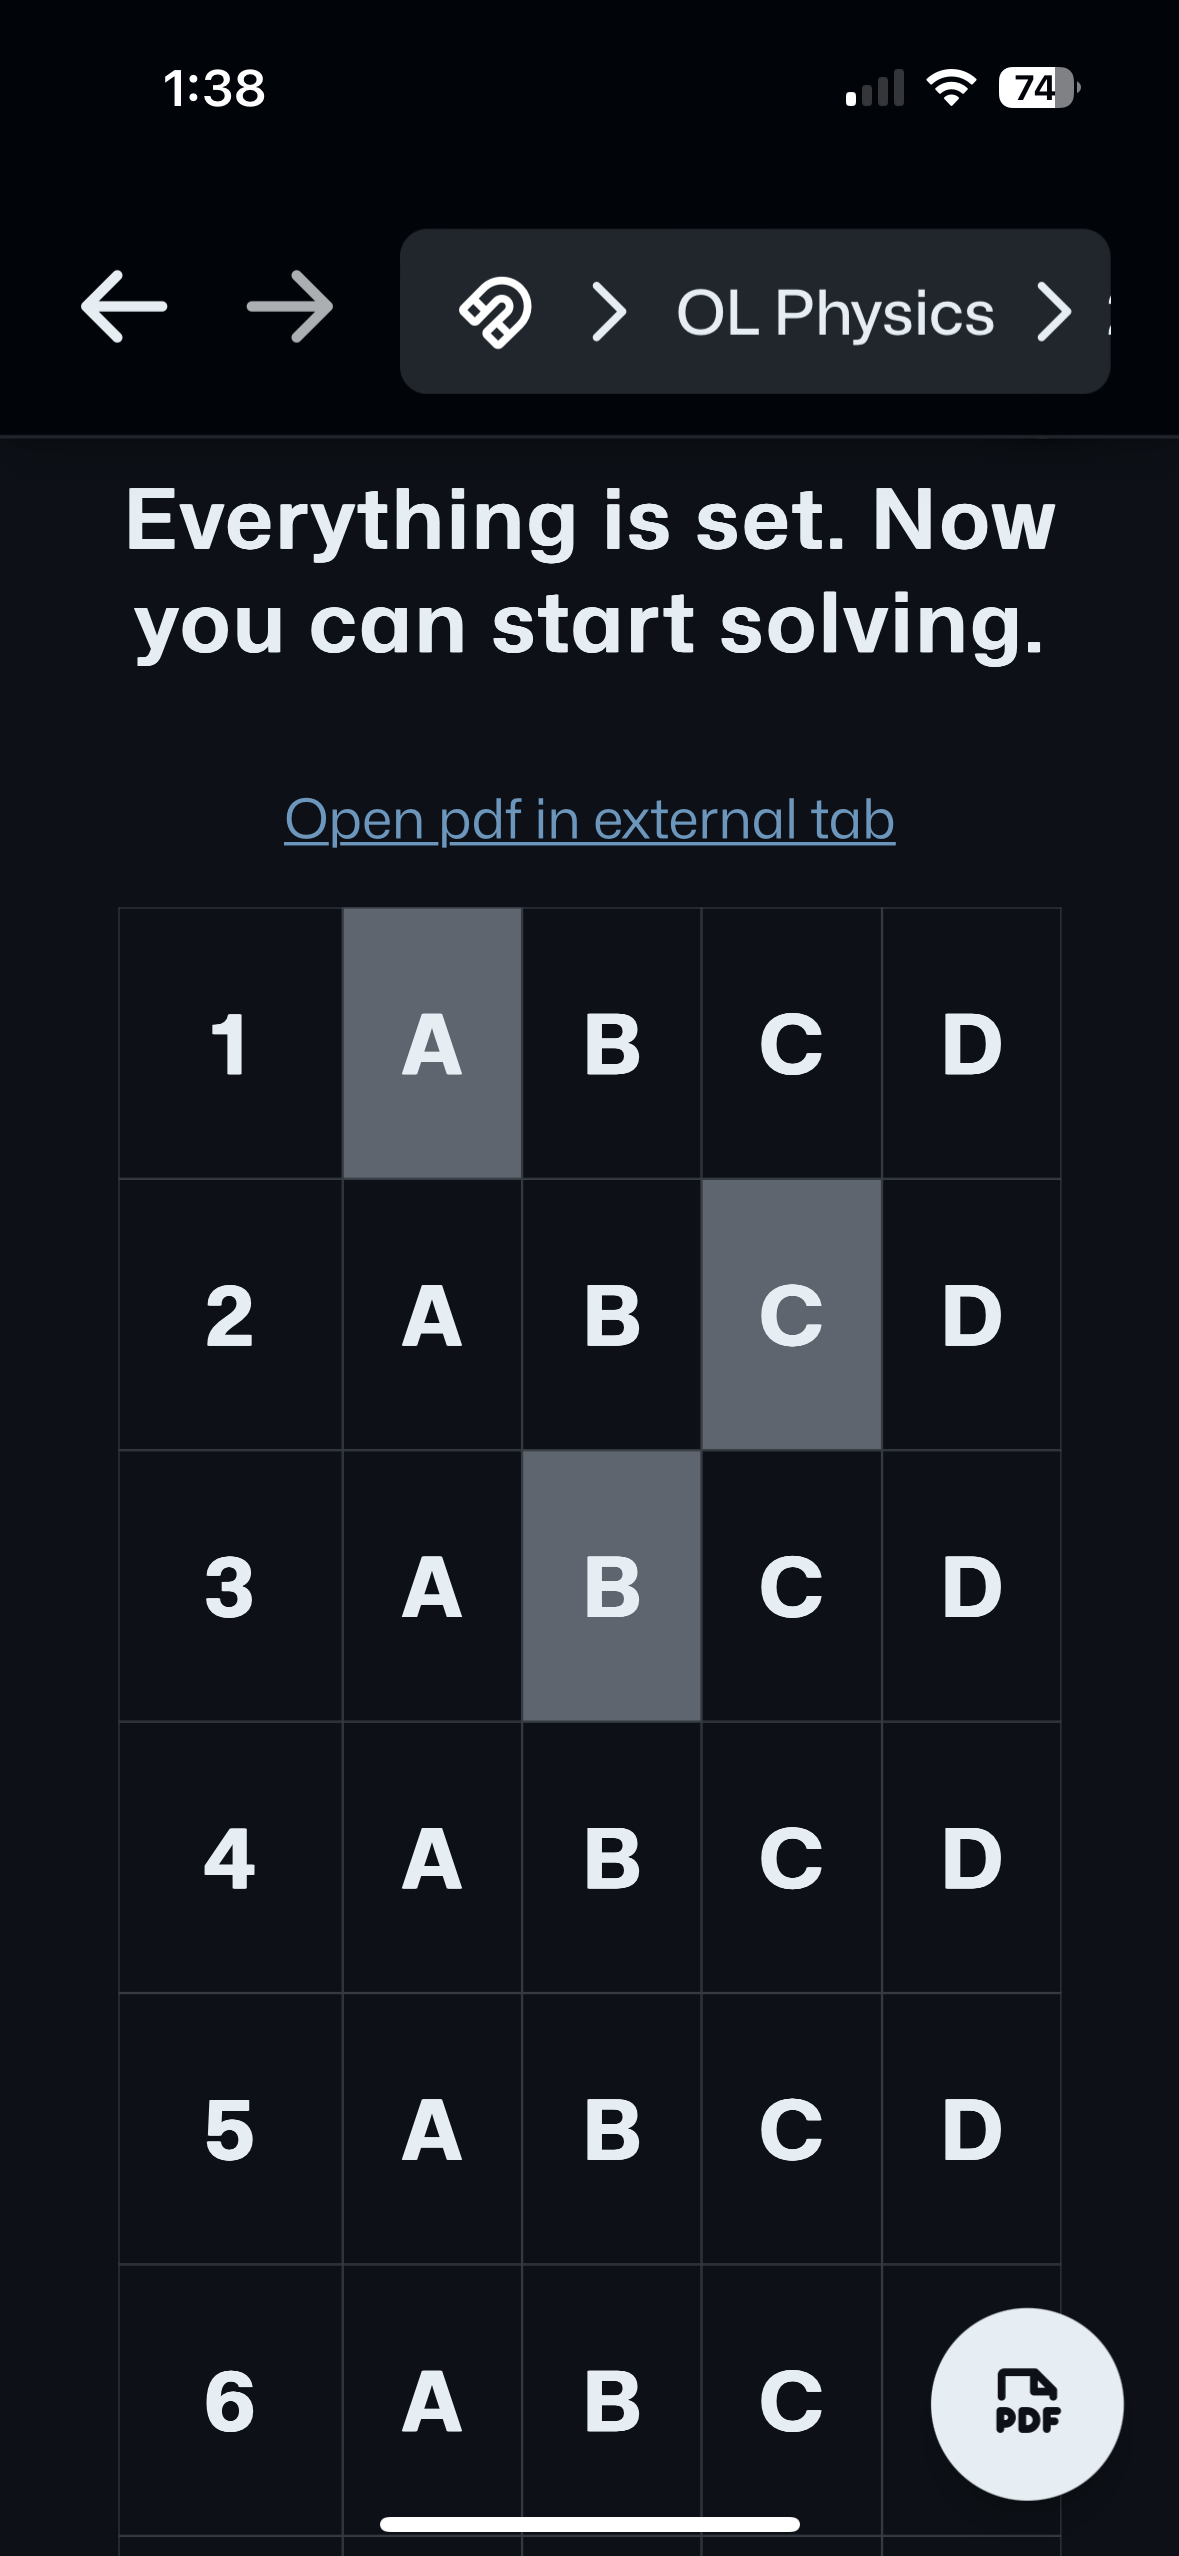 1:38
74
OL Physics
Everything is set. Now
you can start solving.
Open pdf in external tab
1 A B C D
2 A B C D
3 A B C D
4 A B C D
5 A B C D
6 A B C
PDF